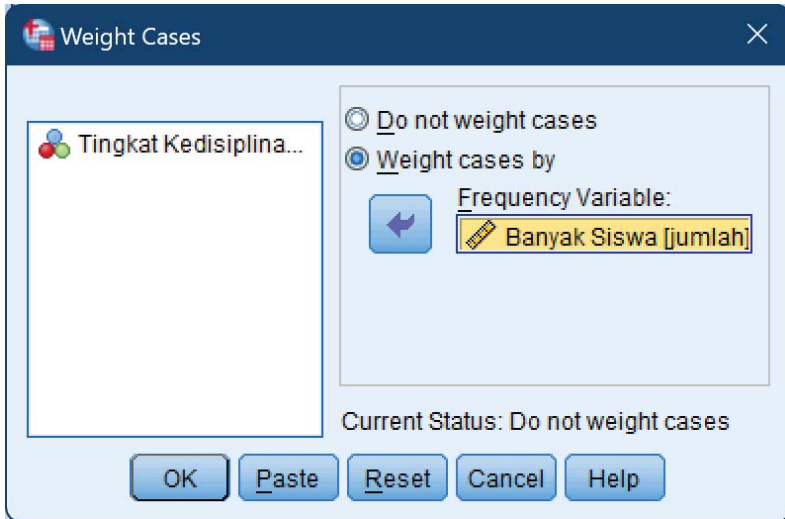 Weight Cases
Tingkat Kedisiplina...
Do not weight cases
Weight cases by
Frequency Variable:
Banyak Siswa [jumlah]
Current Status: Do not weight cases
OK Paste Reset Cancel Help